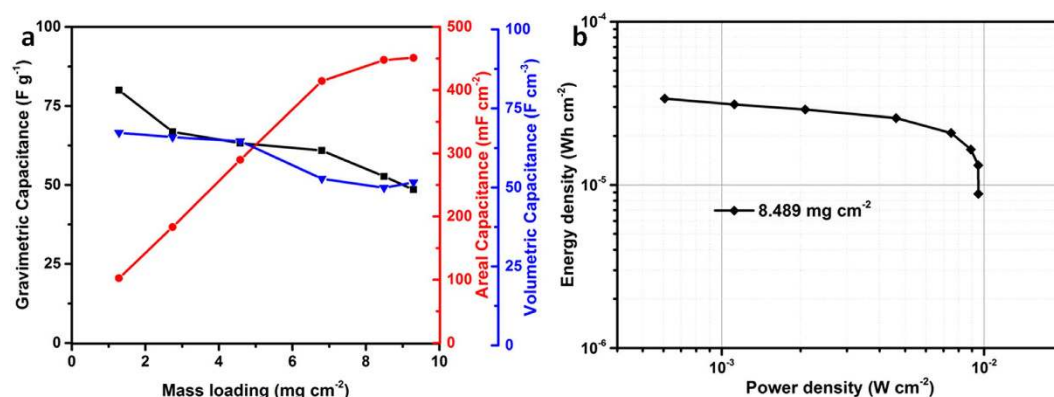 a
100
75
50
25
0
Gravimetric Capacitance (F g⁻¹)
0 2 4 6 8 10
Mass loading (mg cm⁻²)
500
400
300
200
100
0
Areal Capacitance (mF cm⁻²)
100
75
50
25
0
Volumetric Capacitance (F cm⁻³)
b
10⁻⁴
10⁻⁵
10⁻⁶
Energy density (Wh cm⁻²)
8.489 mg cm⁻²
10⁻³ 10⁻²
Power density (W cm⁻²)